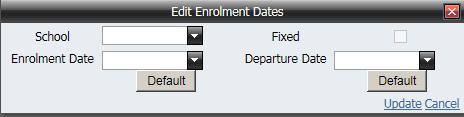 Edit Enrolment Dates
School Fixed
Enrolment Date Departure Date
Default Default
Update Cancel